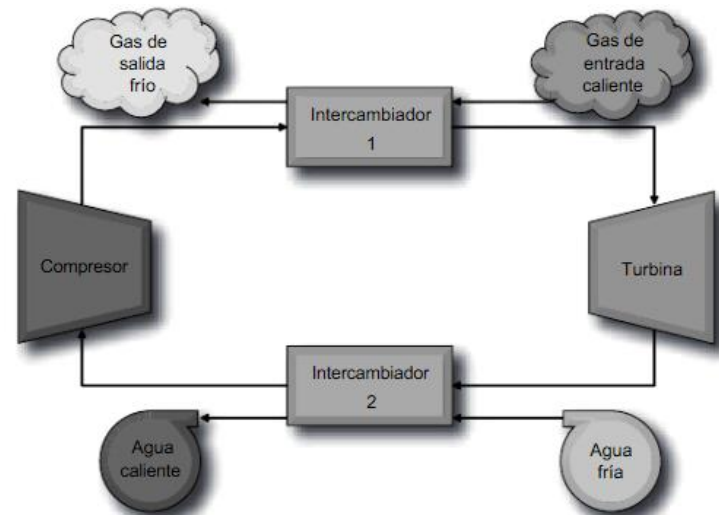 Gas de
salida
frío
Gas de
entrada
caliente
Intercambiador
1
Compresor
Turbina
Intercambiador
2
Agua
caliente
Agua
fría